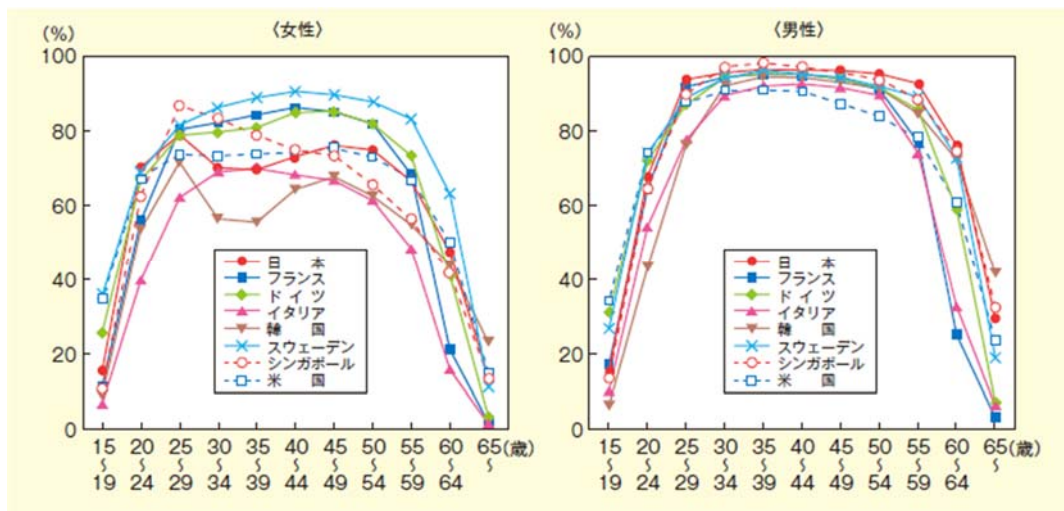 (%)
〈女性〉
100
80
60
40
20
0
日 本
フランス
ドイツ
イタリア
韓 国
スウェーデン
シンガポール
米 国
15 20 25 30 35 40 45 50 55 60 65 (歳)
〜 〜 〜 〜 〜 〜 〜 〜 〜 〜 〜
19 24 29 34 39 44 49 54 59 64
(%)
〈男性〉
100
80
60
40
20
0
日 本
フランス
ドイツ
イタリア
韓 国
スウェーデン
シンガポール
米 国
15 20 25 30 35 40 45 50 55 60 65 (歳)
〜 〜 〜 〜 〜 〜 〜 〜 〜 〜 〜
19 24 29 34 39 44 49 54 59 64